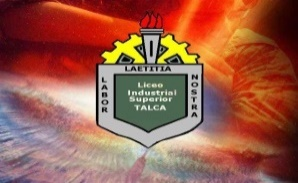 LAETITIA
LABOR
NOSTRA
Liceo
Industrial
Superior
TALCA